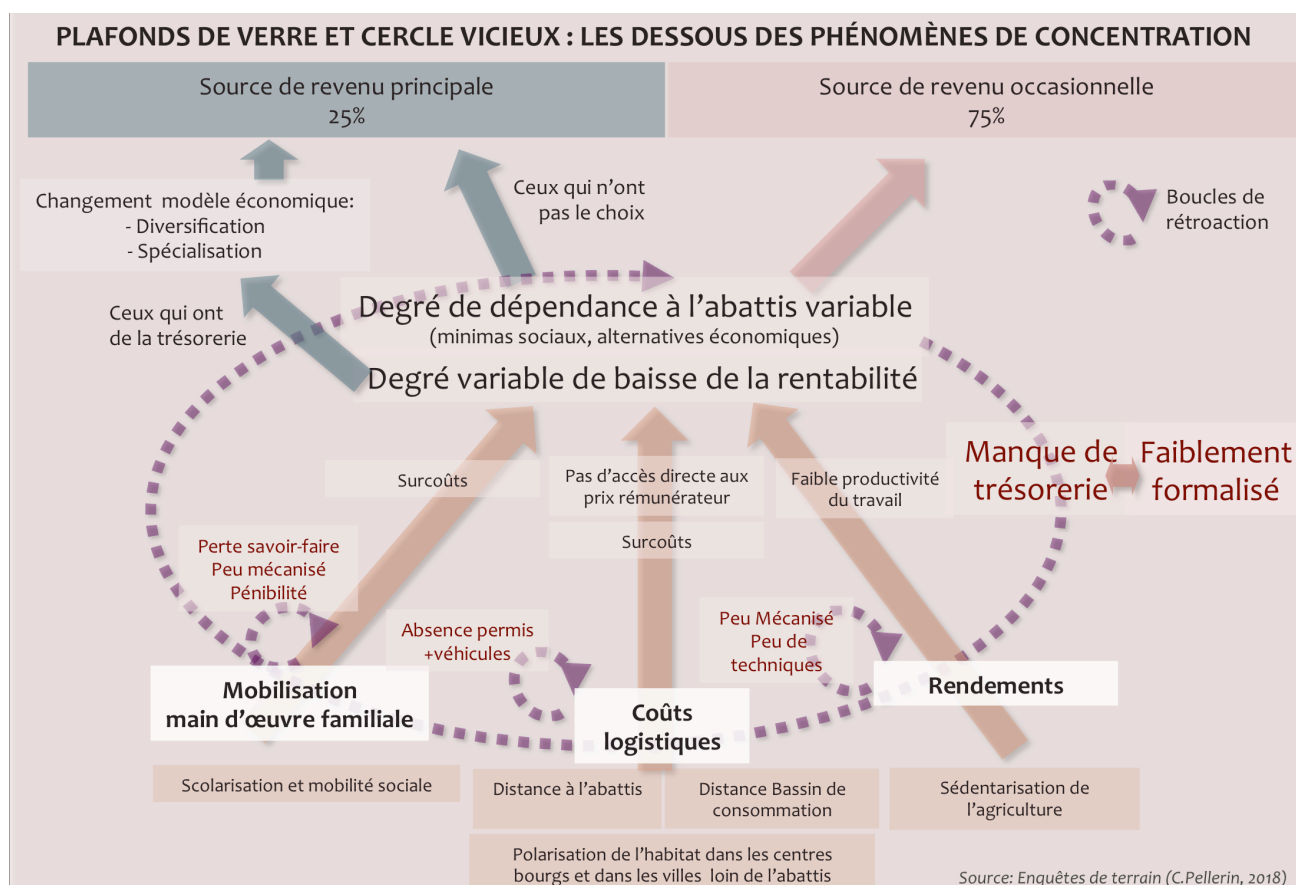 PLAFONDS DE VERRE ET CERCLE VICIEUX : LES DESSOUS DES PHÉNOMÈNES DE CONCENTRATION
Source de revenu principale
25%
Source de revenu occasionnelle
75%
Changement modèle économique:
- Diversification
- Spécialisation
Ceux qui n’ont
pas le choix
Boucles de
rétroaction
Ceux qui ont
de la trésorerie
Degré de dépendance à l’abattis variable
(minimas sociaux, alternatives économiques)
Degré variable de baisse de la rentabilité
Surcoûts
Pas d’accès directe aux
prix rémunérateur
Surcoûts
Faible productivité
du travail
Manque de
trésorerie
Faiblement
formalisé
Perte savoir-faire
Peu mécanisé
Pénibilité
Absence permis
+véhicules
Peu Mécanisé
Peu de
techniques
Mobilisation
main d’œuvre familiale
Coûts
logistiques
Rendements
Scolarisation et mobilité sociale
Distance à l’abattis
Distance Bassin de
consommation
Sédentarisation de
l’agriculture
Polarisation de l’habitat dans les centres
bourgs et dans les villes loin de l’abattis
Source: Enquêtes de terrain (C.Pellerin, 2018)